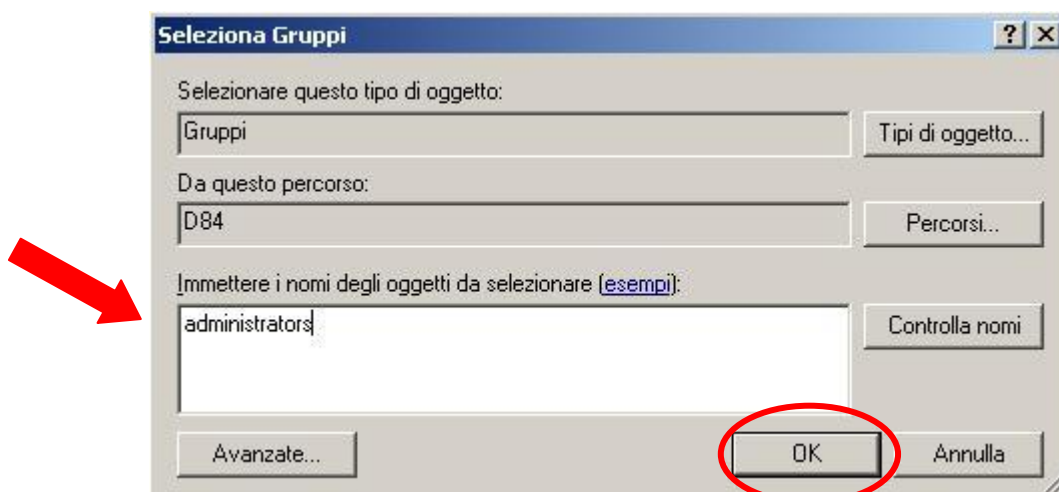 Seleziona Gruppi
Selezionare questo tipo di oggetto:
Gruppi
Tipi di oggetto...
Da questo percorso:
D84
Percorsi...
Immettere i nomi degli oggetti da selezionare (esempi):
administrators
Controlla nomi
Avanzate...
OK
Annulla